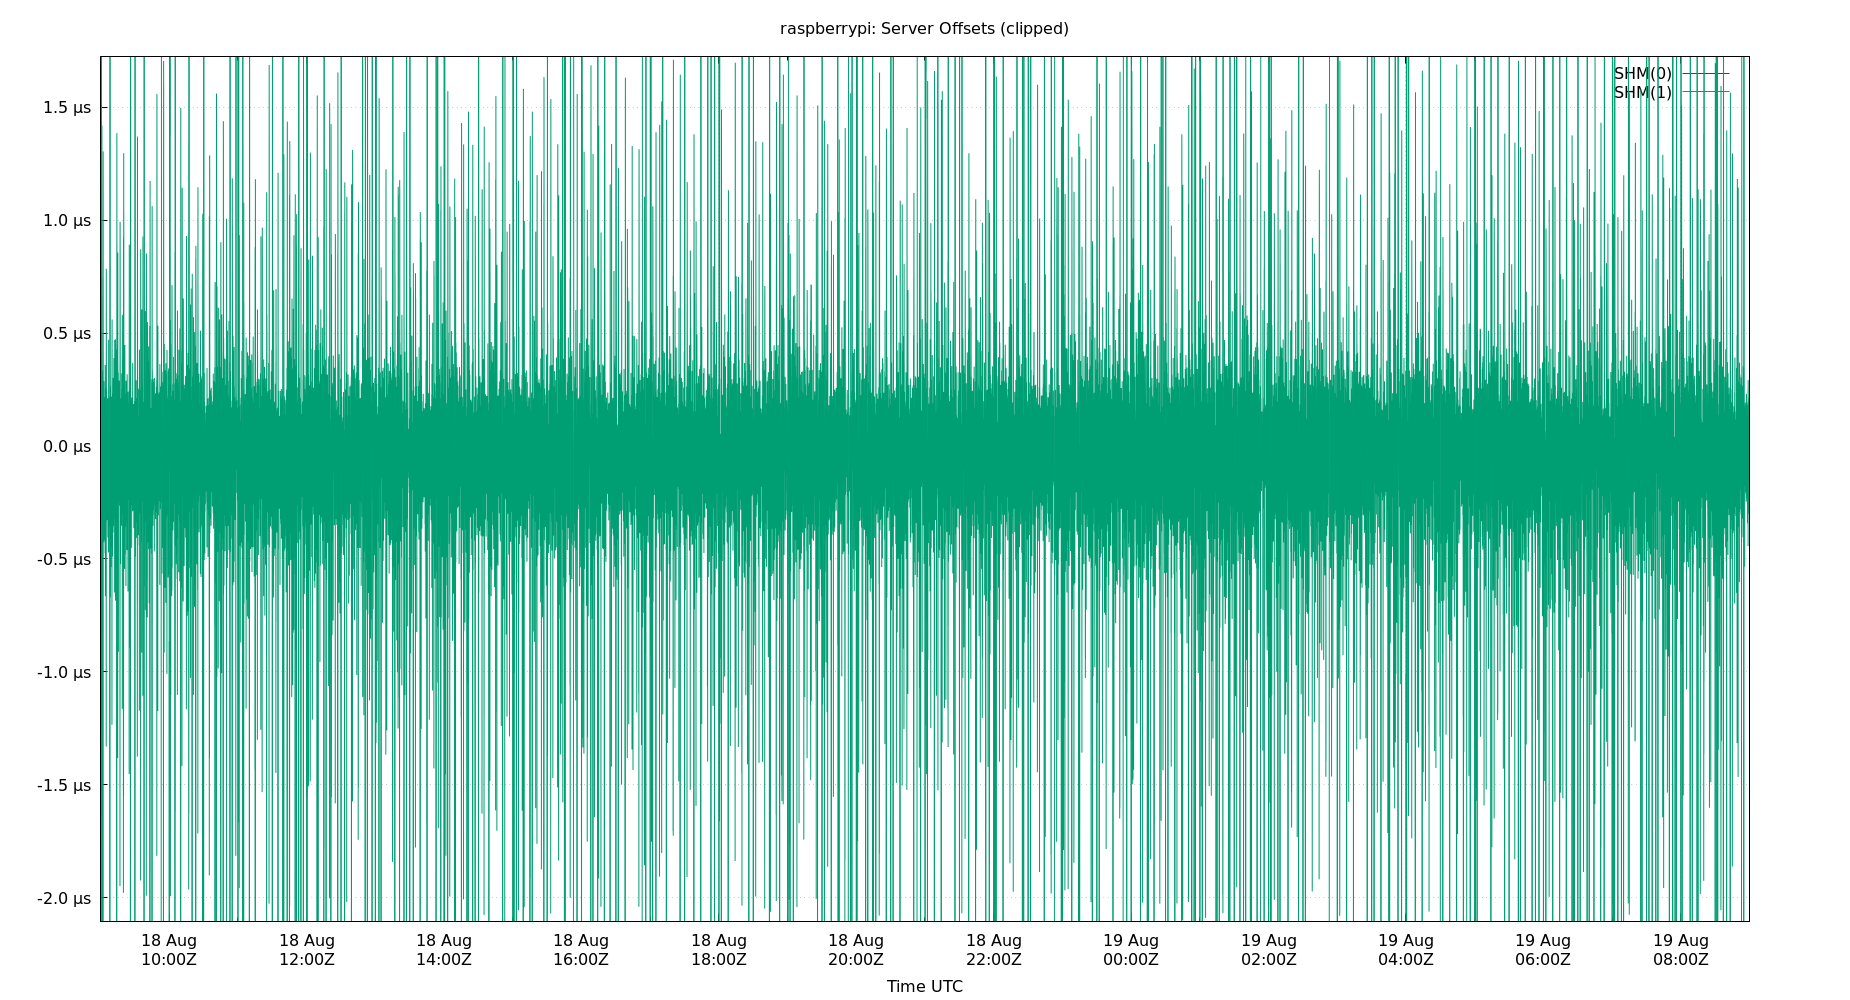 raspberrypi: Server Offsets (clipped)
SHM(0)
SHM(1)
1.5 µs
1.0 µs
0.5 µs
0.0 µs
-0.5 µs
-1.0 µs
-1.5 µs
-2.0 µs
18 Aug 18 Aug 18 Aug 18 Aug 18 Aug 18 Aug 18 Aug 19 Aug 19 Aug 19 Aug 19 Aug 19 Aug
10:00Z 12:00Z 14:00Z 16:00Z 18:00Z 20:00Z 22:00Z 00:00Z 02:00Z 04:00Z 06:00Z 08:00Z
Time UTC